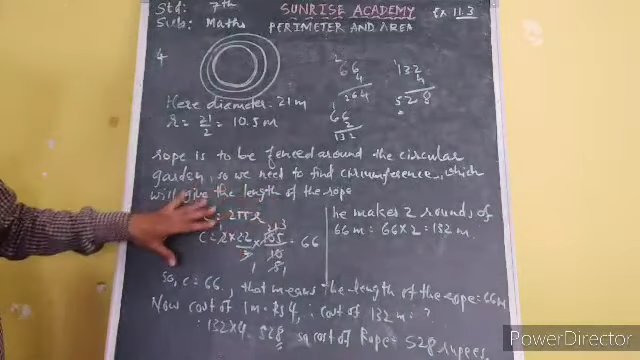 Std: 7th
Sub: Maths
SUNRISE ACADEMY
PERIMETER AND AREA
Ex 11.3
4
2
66
4
264
66
2
132
1
132
4
528
Here diameter = 21 m
r = 21/2 = 10.5 m
rope is to be fenced around the circular
garden, so we need to find circumference, which
will give the length of the rope
2πr
C = 2 × 22 × 105 = 66
10
he makes 2 rounds, of
66 m = 66 × 2 = 132 m.
So, C = 66, that means the length of the rope = 66 m
Now cost of 1m = Rs 4, ∴ cost of 132 m = ?
∴ 132×4 = 528 so cost of Rope = 528 rupees
PowerDirector